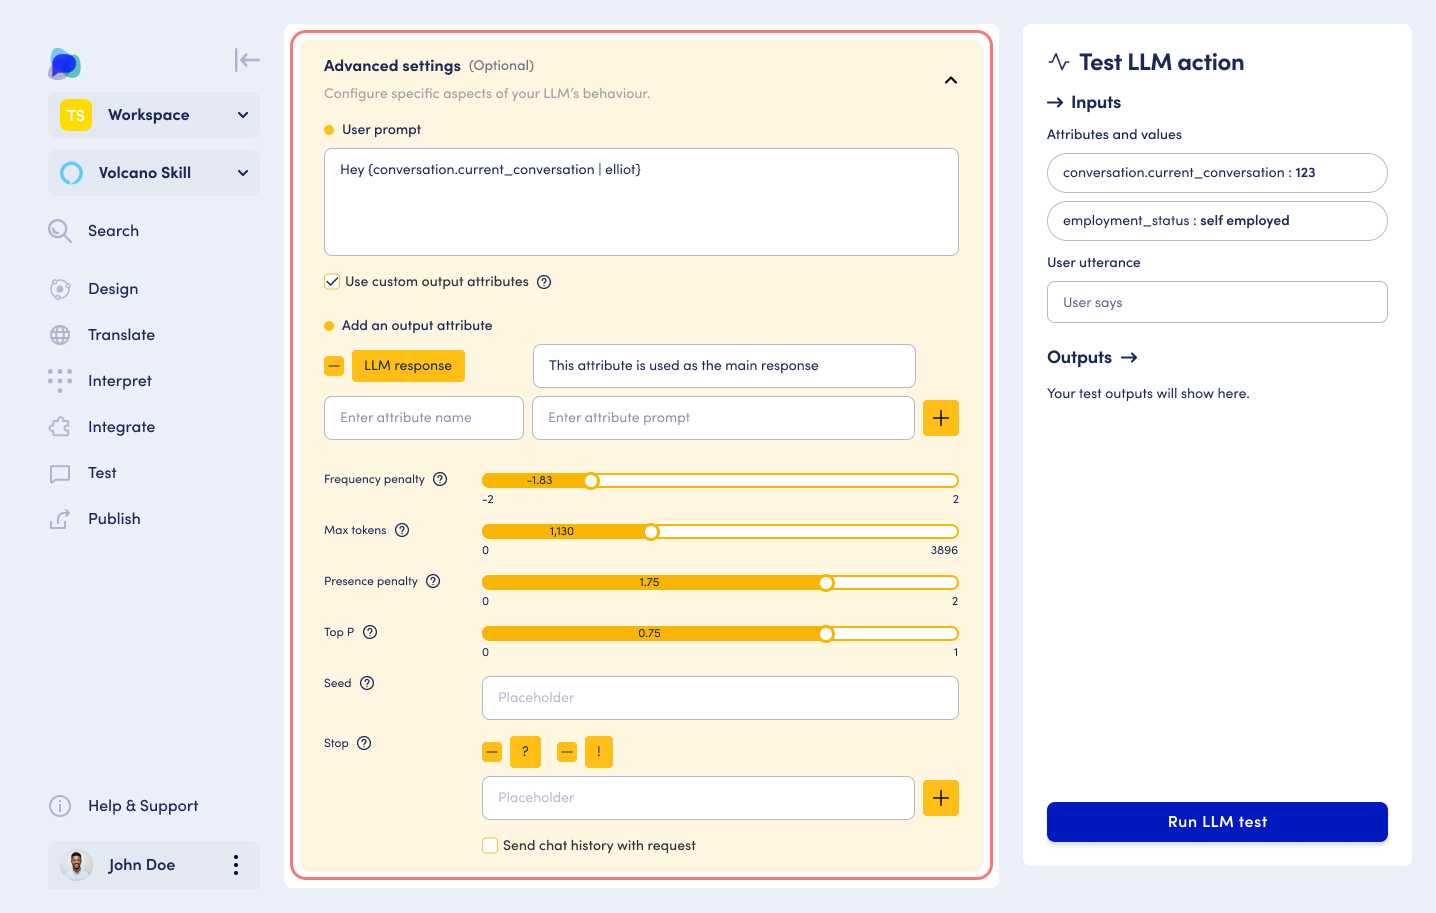 TS Workspace
Volcano Skill
Search
Design
Translate
Interpret
Integrate
Test
Publish
Help & Support
John Doe
Advanced settings (Optional)
Configure specific aspects of your LLM's behaviour.
User prompt
Hey {conversation.current_conversation | elliot}
Use custom output attributes ?
Add an output attribute
LLM response This attribute is used as the main response
Enter attribute name Enter attribute prompt
Frequency penalty ? -1.83
-2 2
Max tokens ? 1,130
0 3896
Presence penalty ? 1.75
0 2
Top P ? 0.75
0 1
Seed ? Placeholder
Stop ? ? !
Placeholder
Send chat history with request
Test LLM action
Inputs
Attributes and values
conversation.current_conversation : 123
employment_status : self employed
User utterance
User says
Outputs
Your test outputs will show here.
Run LLM test